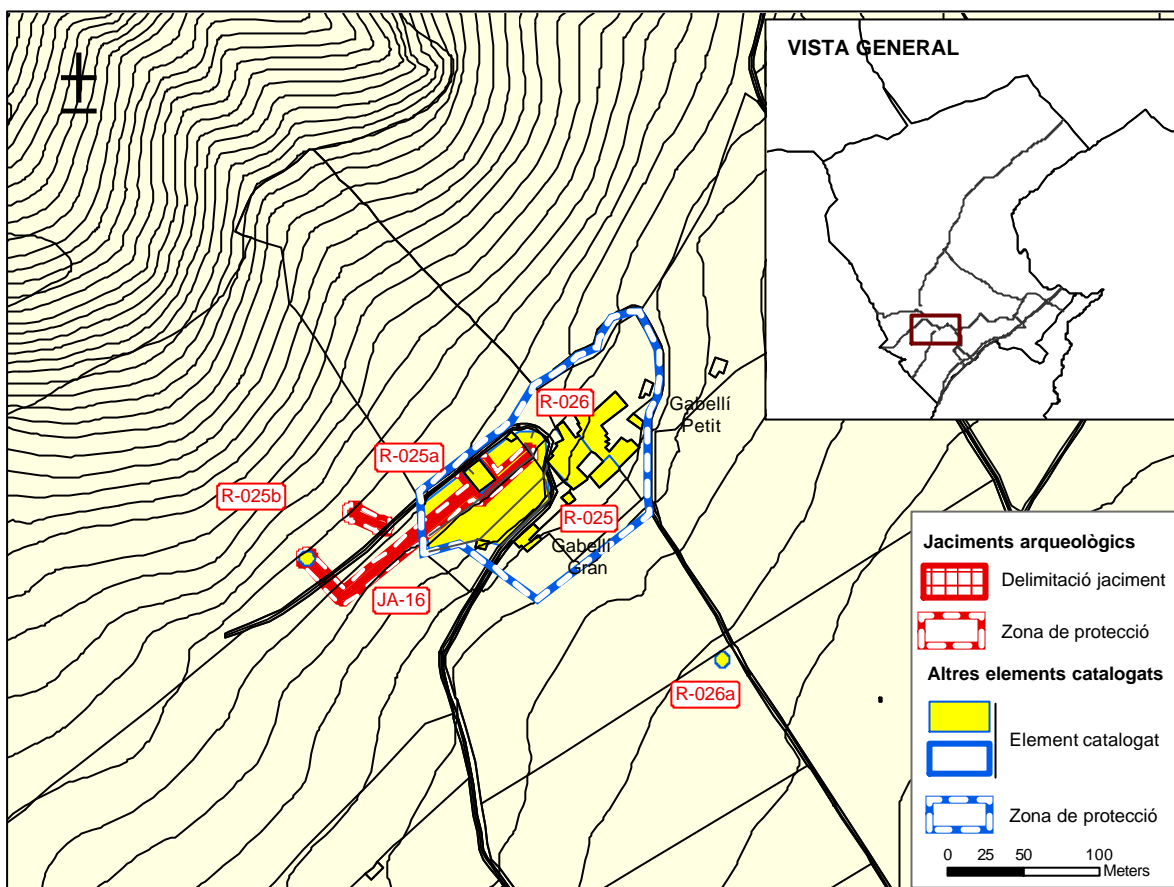 VISTA GENERAL
R-026
Gabellí
Petit
R-025a
R-025b
R-025
Gabellí
Gran
JA-16
R-026a
Jaciments arqueològics
Delimitació jaciment
Zona de protecció
Altres elements catalogats
Element catalogat
Zona de protecció
0 25 50 100
Meters